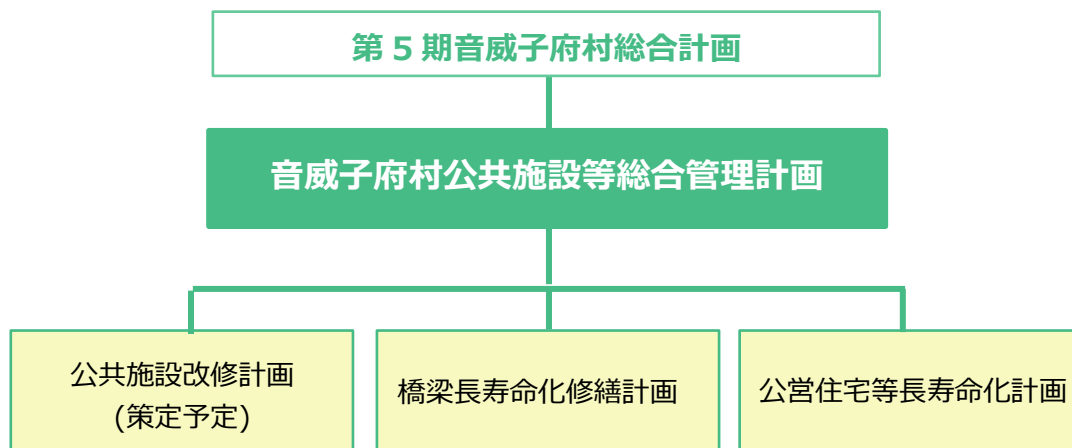 第5期音威子府村総合計画
音威子府村公共施設等総合管理計画
公共施設改修計画
(策定予定)
橋梁長寿命化修繕計画
公営住宅等長寿命化計画